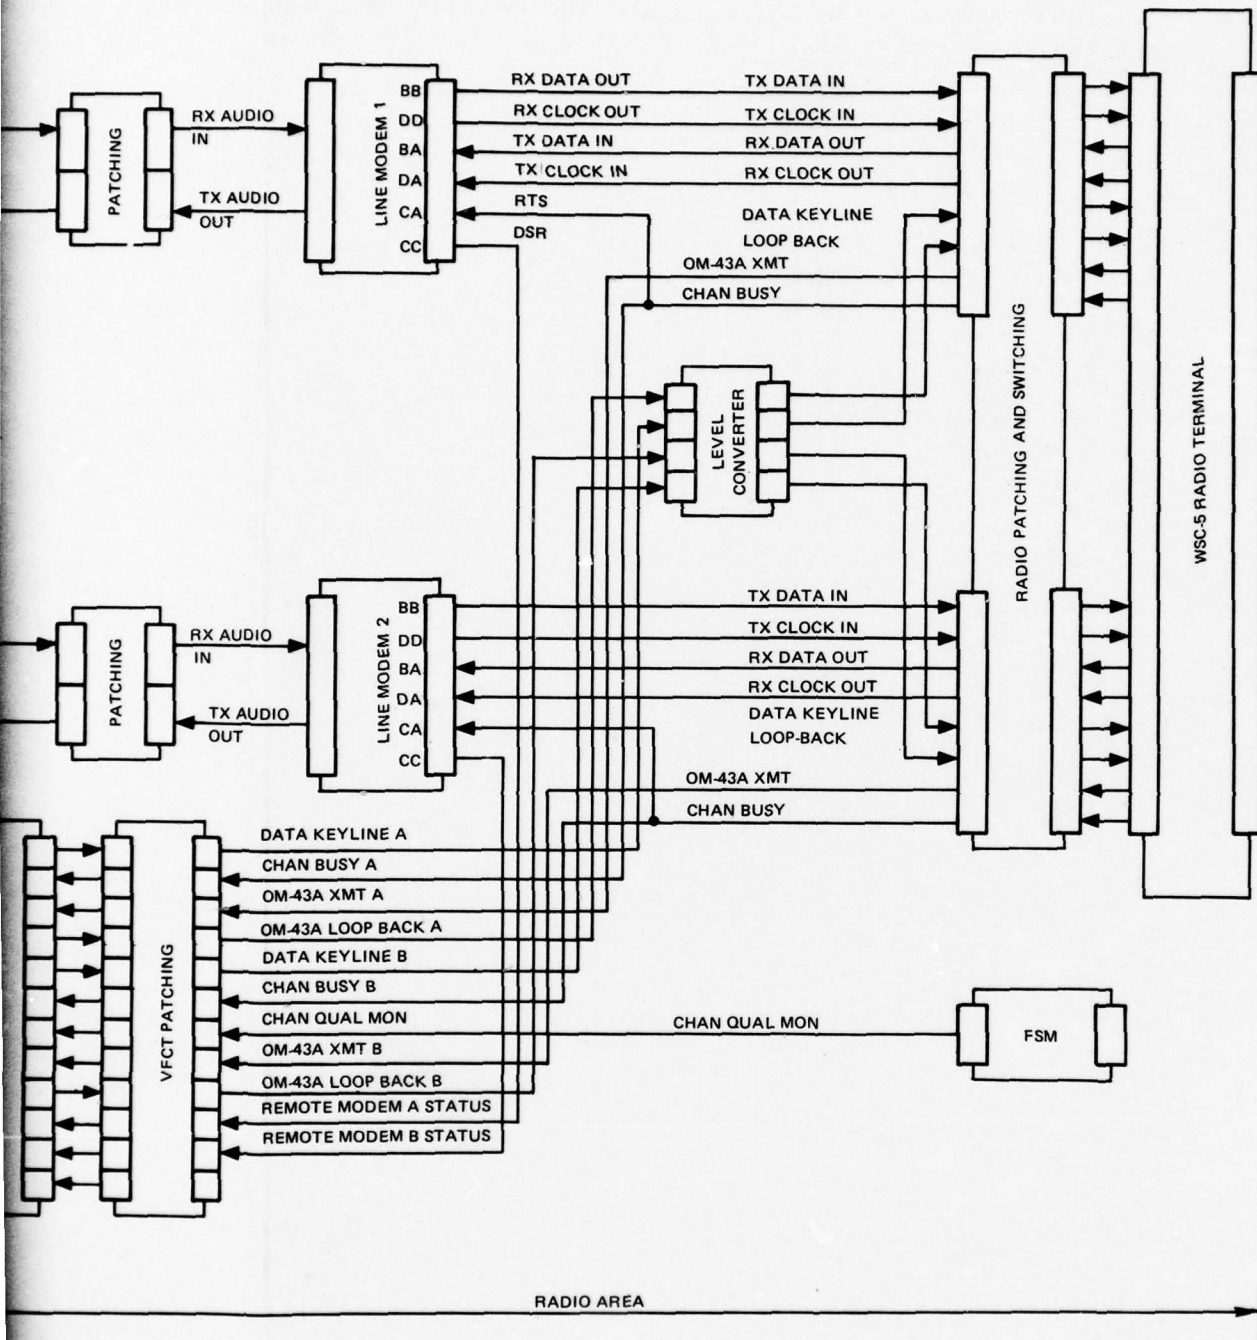 RX AUDIO
IN
PATCHING
TX AUDIO
OUT
LINE MODEM 1
BB
DD
BA
DA
CA
CC
RX DATA OUT
TX DATA IN
RX CLOCK OUT
TX CLOCK IN
TX DATA IN
RX DATA OUT
TX CLOCK IN
RX CLOCK OUT
RTS
DATA KEYLINE
DSR
LOOP BACK
OM-43A XMT
CHAN BUSY
LEVEL
CONVERTER
RADIO PATCHING AND SWITCHING
WSC-5 RADIO TERMINAL
RX AUDIO
IN
PATCHING
TX AUDIO
OUT
LINE MODEM 2
BB
DD
BA
DA
CA
CC
TX DATA IN
TX CLOCK IN
RX DATA OUT
RX CLOCK OUT
DATA KEYLINE
LOOP-BACK
OM-43A XMT
CHAN BUSY
VFCT PATCHING
DATA KEYLINE A
CHAN BUSY A
OM-43A XMT A
OM-43A LOOP BACK A
DATA KEYLINE B
CHAN BUSY B
CHAN QUAL MON
CHAN QUAL MON
OM-43A XMT B
OM-43A LOOP BACK B
REMOTE MODEM A STATUS
REMOTE MODEM B STATUS
FSM
RADIO AREA